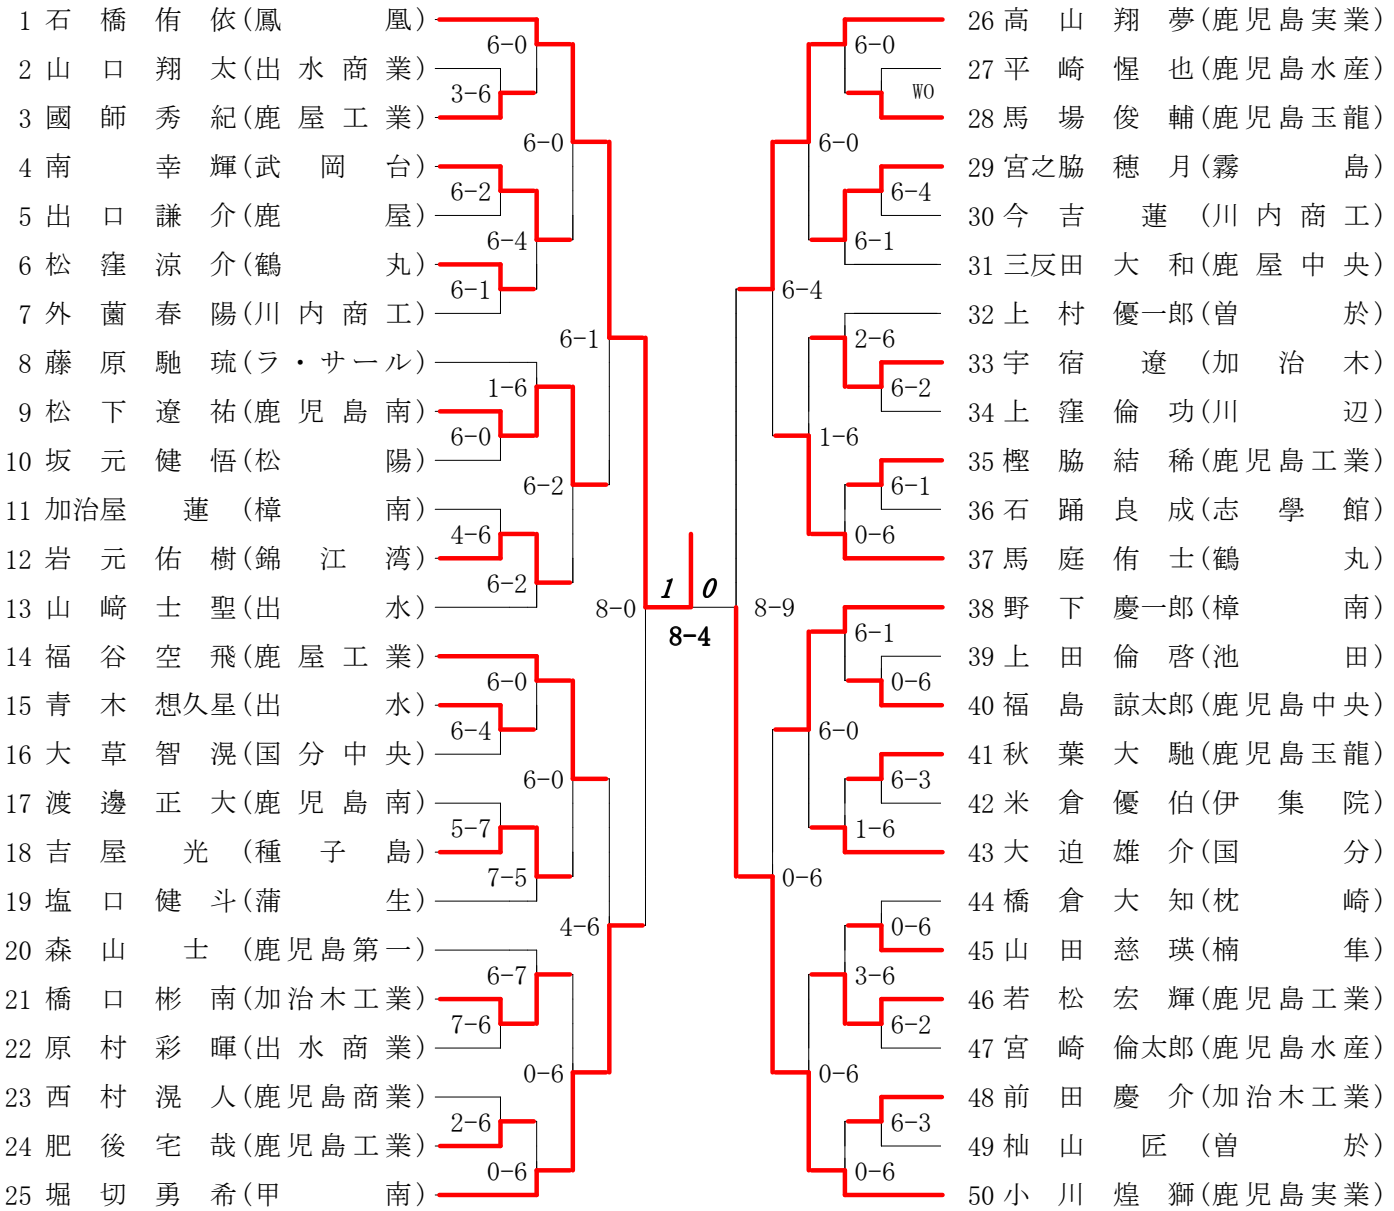 1 石橋侑依(鳳凰)
2 山口翔太(出水商業)
3 國師秀紀(鹿屋工業)
4 南幸輝(武岡台)
5 出口謙介(鹿屋)
6 松窪涼介(鶴丸)
7 外薗春陽(川内商工)
8 藤原馳琉(ラ・サール)
9 松下遼祐(鹿児島南)
10 坂元健悟(松陽)
11 加治屋蓮(樟南)
12 岩元佑樹(錦江湾)
13 山﨑士聖(出水)
14 福谷空飛(鹿屋工業)
15 青木想久星(出水)
16 大草智滉(国分中央)
17 渡邊正大(鹿児島南)
18 吉屋光(種子島)
19 塩口健斗(蒲生)
20 森山士(鹿児島第一)
21 橋口彬南(加治木工業)
22 原村彩暉(出水商業)
23 西村滉人(鹿児島商業)
24 肥後宅哉(鹿児島工業)
25 堀切勇希(甲南)
6-0
3-6
6-0
6-2
6-4
6-1
6-1
1-6
6-0
6-2
4-6
6-2
8-0
6-0
6-4
6-0
5-7
7-5
4-6
6-7
7-6
0-6
2-6
0-6
1 0
8-4
6-0
WO
6-0
6-4
6-1
6-4
2-6
6-2
1-6
6-1
0-6
8-9
6-1
0-6
6-0
6-3
1-6
0-6
0-6
3-6
6-2
0-6
6-3
0-6
26 高山翔夢(鹿児島実業)
27 平崎惺也(鹿児島水産)
28 馬場俊輔(鹿児島玉龍)
29 宮之脇穂月(霧島)
30 今吉蓮(川内商工)
31 三反田大和(鹿屋中央)
32 上村優一郎(曽於)
33 宇宿遼(加治木)
34 上窪倫功(川辺)
35 樫脇結稀(鹿児島工業)
36 石踊良成(志學館)
37 馬庭侑士(鶴丸)
38 野下慶一郎(樟南)
39 上田倫啓(池田)
40 福島諒太郎(鹿児島中央)
41 秋葉大馳(鹿児島玉龍)
42 米倉優伯(伊集院)
43 大迫雄介(国分)
44 橋倉大知(枕崎)
45 山田慈瑛(楠隼)
46 若松宏輝(鹿児島工業)
47 宮崎倫太郎(鹿児島水産)
48 前田慶介(加治木工業)
49 杣山匠(曽於)
50 小川煌獅(鹿児島実業)